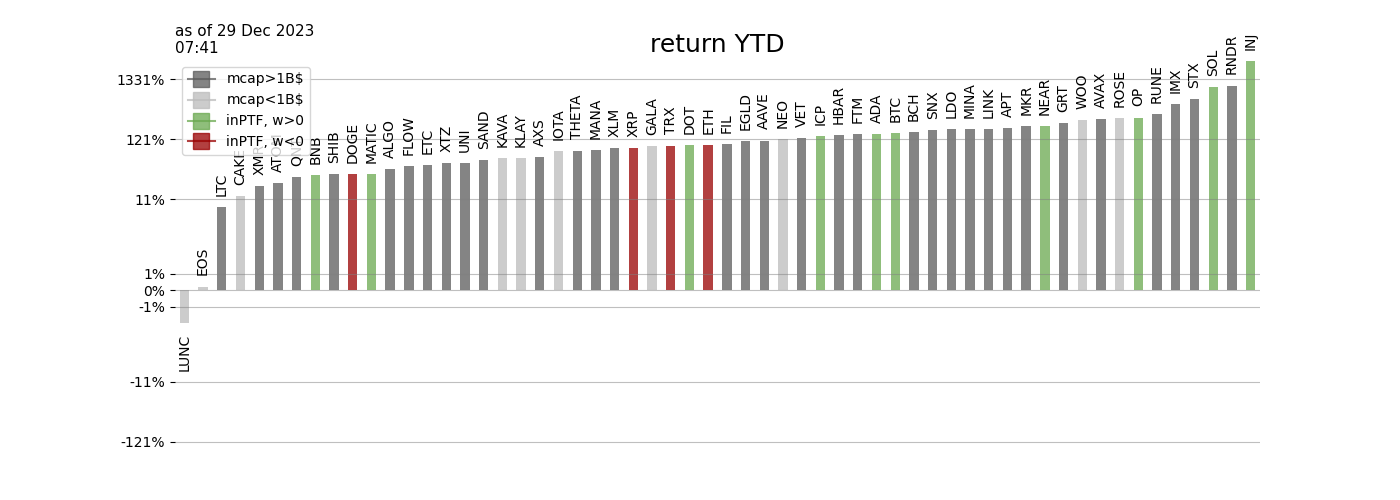 as of 29 Dec 2023
07:41
return YTD
1331%
121%
11%
1%
0%
-1%
-11%
-121%
mcap>1B$
mcap<1B$
inPTF, w>0
inPTF, w<0
LUNC
EOS
LTC
CAKE
XMR
BNB
SHIB
DOGE
MATIC
ALGO
FLOW
ETC
XTZ
UNI
SAND
KAVA
KLAY
AXS
IOTA
THETA
MANA
XLM
XRP
GALA
TRX
DOT
ETH
FIL
EGLD
AAVE
NEO
VET
ICP
HBAR
FTM
ADA
BTC
BCH
SNX
LDO
MINA
LINK
APT
MKR
NEAR
GRT
WOO
AVAX
ROSE
OP
RUNE
IMX
STX
SOL
RNDR
INJ